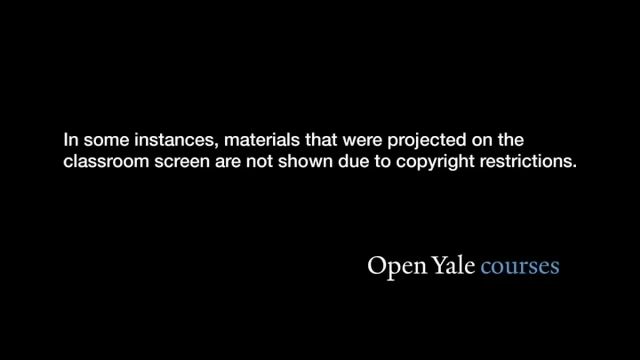 In some instances, materials that were projected on the
classroom screen are not shown due to copyright restrictions.
Open Yale courses